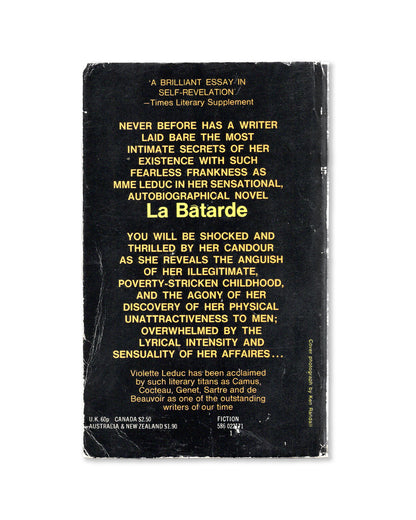 'A BRILLIANT ESSAY IN
SELF-REVELATION'
—Times Literary Supplement
NEVER BEFORE HAS A WRITER
LAID BARE THE MOST
INTIMATE SECRETS OF HER
EXISTENCE WITH SUCH
FEARLESS FRANKNESS AS
MME LEDUC IN HER SENSATIONAL,
AUTOBIOGRAPHICAL NOVEL
La Batarde
YOU WILL BE SHOCKED AND
THRILLED BY HER CANDOUR
AS SHE REVEALS THE ANGUISH
OF HER ILLEGITIMATE,
POVERTY-STRICKEN CHILDHOOD,
AND THE AGONY OF HER
DISCOVERY OF HER PHYSICAL
UNATTRACTIVENESS TO MEN;
OVERWHELMED BY THE
LYRICAL INTENSITY AND
SENSUALITY OF HER AFFAIRES...
Violette Leduc has been acclaimed
by such literary titans as Camus,
Cocteau, Genet, Sartre and de
Beauvoir as one of the outstanding
writers of our time
U.K. 60p CANADA $2.50
AUSTRALIA & NEW ZEALAND $1.90
FICTION
586 02
1
Cover photograph by Ken Randall